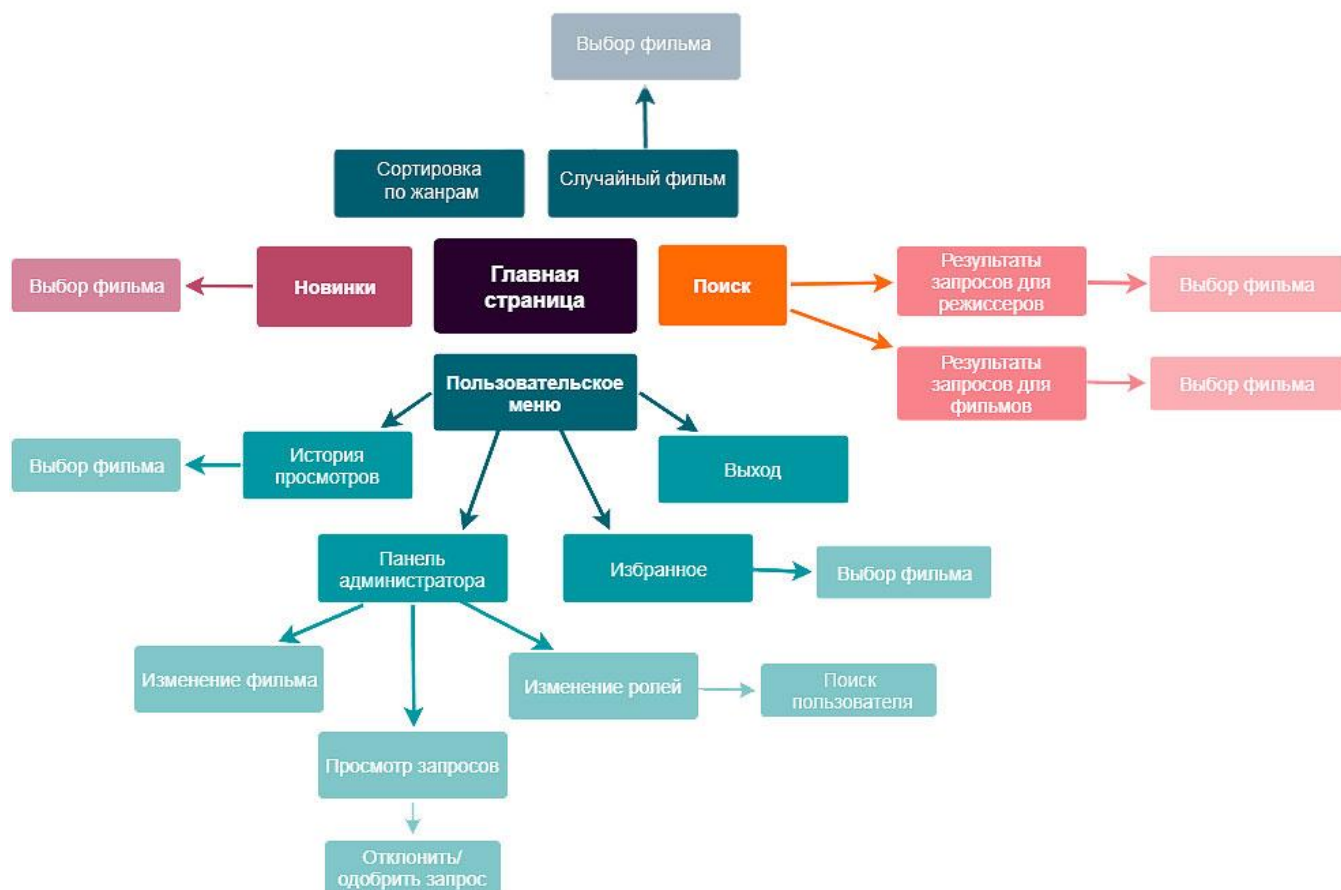 Выбор фильма
Сортировка
по жанрам
Случайный фильм
Выбор фильма
Новинки
Главная
страница
Поиск
Результаты
запросов для
режиссеров
Выбор фильма
Результаты
запросов для
фильмов
Выбор фильма
Пользовательское
меню
Выбор фильма
История
просмотров
Выход
Панель
администратора
Избранное
Выбор фильма
Изменение фильма
Изменение ролей
Поиск
пользователя
Просмотр запросов
Отклонить/
одобрить запрос